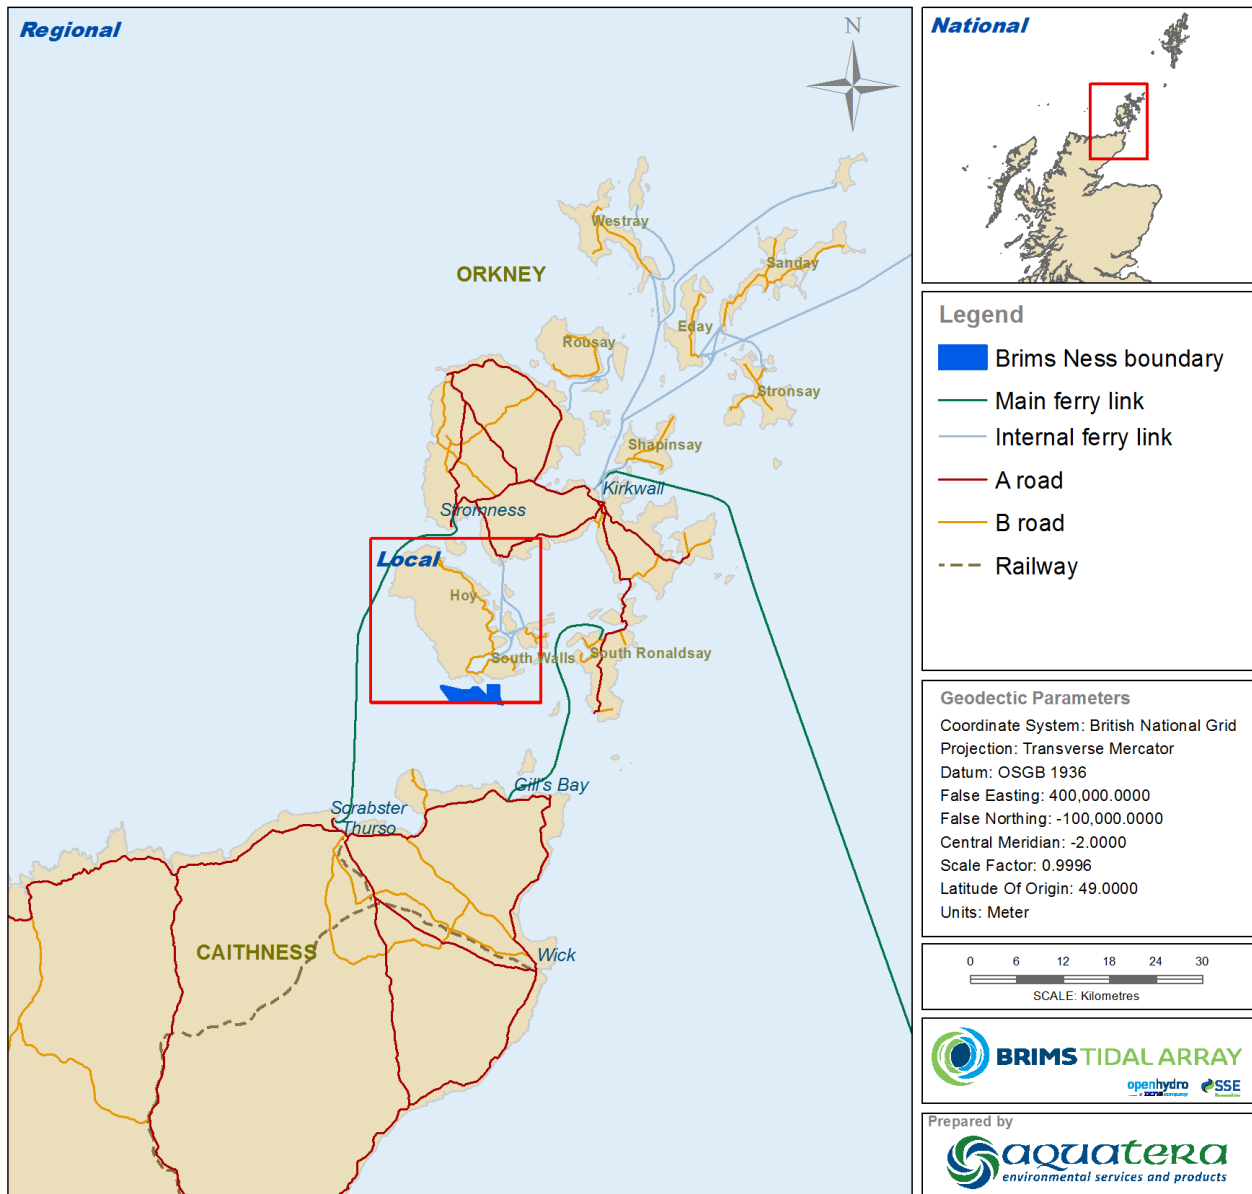 Regional
N
Westray
Sanday
ORKNEY
Eday
Rousay
Stronsay
Shapinsay
Kirkwall
Stromness
Local
Hoy
South Walls
South Ronaldsay
Gill's Bay
Scrabster
Thurso
CAITHNESS
Wick
National
Legend
Brims Ness boundary
Main ferry link
Internal ferry link
A road
B road
Railway
Geodectic Parameters
Coordinate System: British National Grid
Projection: Transverse Mercator
Datum: OSGB 1936
False Easting: 400,000.0000
False Northing: -100,000.0000
Central Meridian: -2.0000
Scale Factor: 0.9996
Latitude Of Origin: 49.0000
Units: Meter
0 6 12 18 24 30
SCALE: Kilometres
BRIMS TIDAL ARRAY
openhydro SSE
a DCNS company Renewables
Prepared by
aquatera
environmental services and products